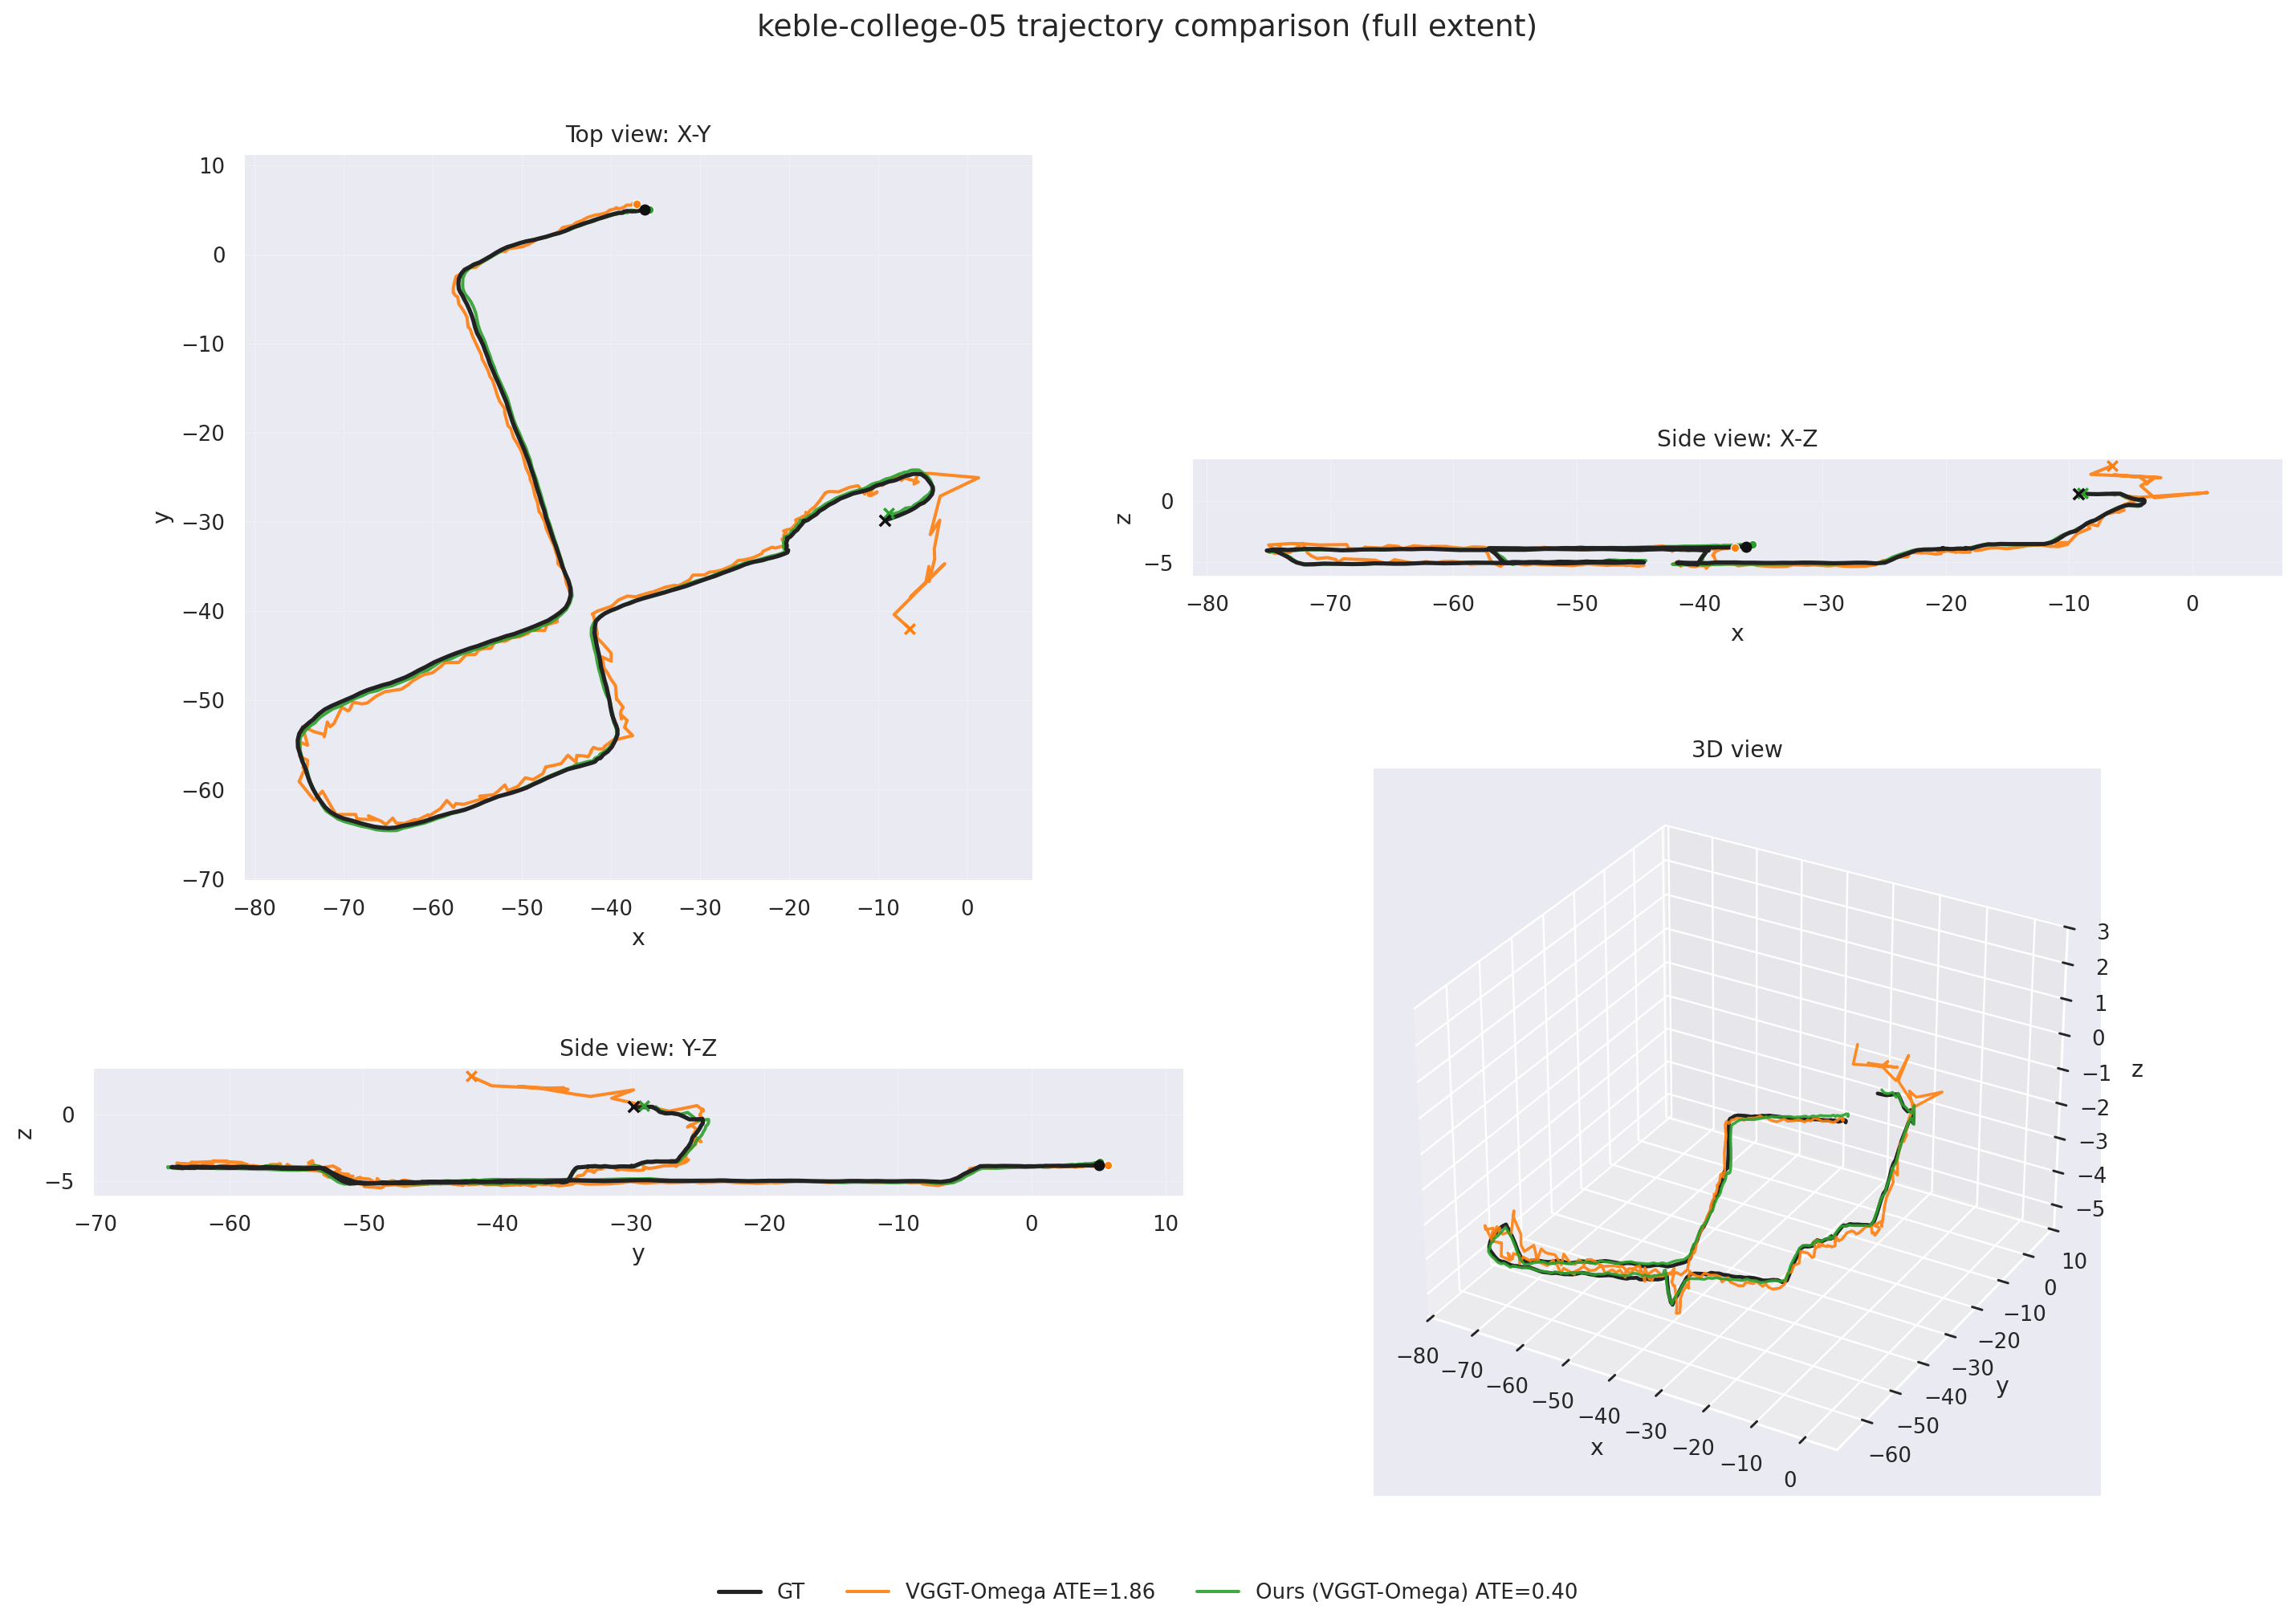 keble-college-05 trajectory comparison (full extent)
Top view: X-Y
10
0
−10
−20
−30
−40
−50
−60
−70
y
−80 −70 −60 −50 −40 −30 −20 −10 0
x
Side view: X-Z
0
−5
z
−80 −70 −60 −50 −40 −30 −20 −10 0
x
Side view: Y-Z
0
−5
z
−70 −60 −50 −40 −30 −20 −10 0 10
y
3D view
3
2
1
0
−1
−2
−3
−4
−5
z
10
0
−10
−20
−30
−40
−50
−60
y
−80
−70
−60
−50
−40
−30
−20
−10
0
x
GT VGGT-Omega ATE=1.86 Ours (VGGT-Omega) ATE=0.40